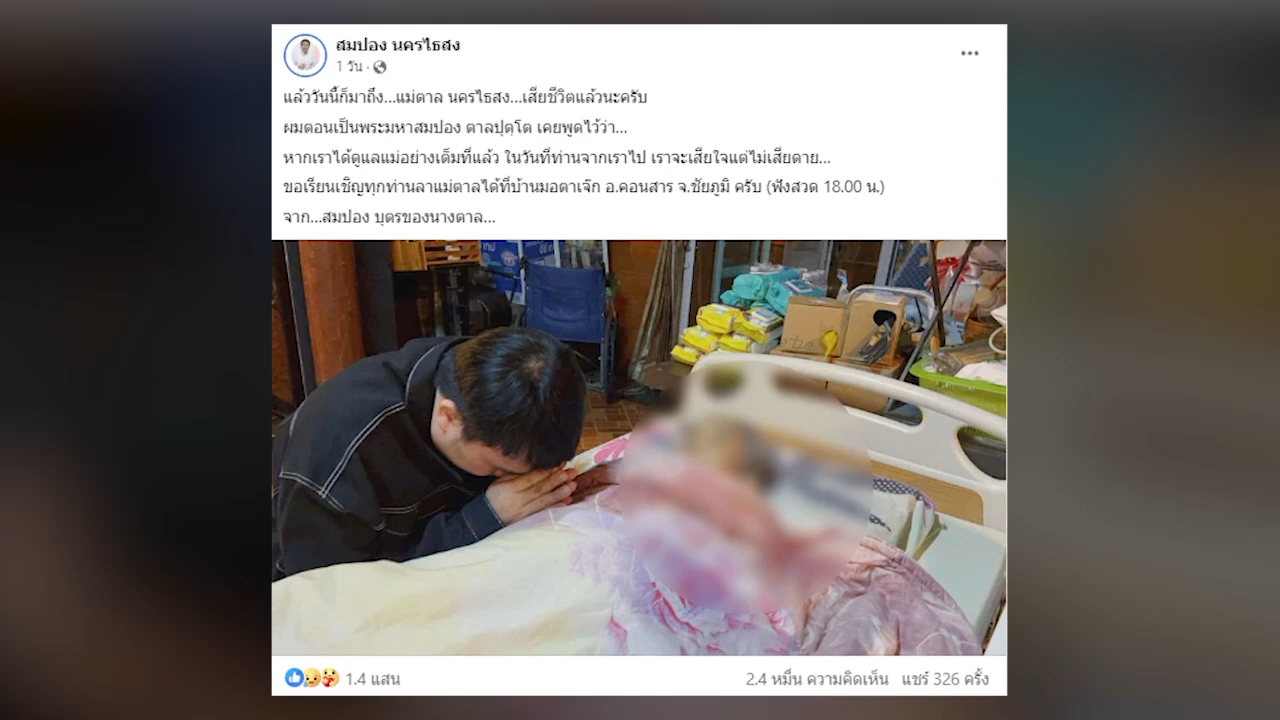 สมปอง นครไธสง
1 วัน ·
แล้ววันนี้ก็มาถึง...แม่ตาล นครไธสง...เสียชีวิตแล้วนะครับ
ผมตอนเป็นพระมหาสมปอง ตาลปุตฺโต เคยพูดไว้ว่า...
หากเราได้ดูแลแม่อย่างเต็มที่แล้ว ในวันที่ท่านจากเราไป เราจะเสียใจแต่ไม่เสียดาย...
ขอเรียนเชิญทุกท่านลาแม่ตาลได้ที่บ้านมอตาเจ๊ก อ.คอนสาร จ.ชัยภูมิ ครับ (ฟังสวด 18.00 น.)
จาก...สมปอง บุตรของนางตาล...
1.4 แสน
2.4 หมื่น ความคิดเห็น แชร์ 326 ครั้ง